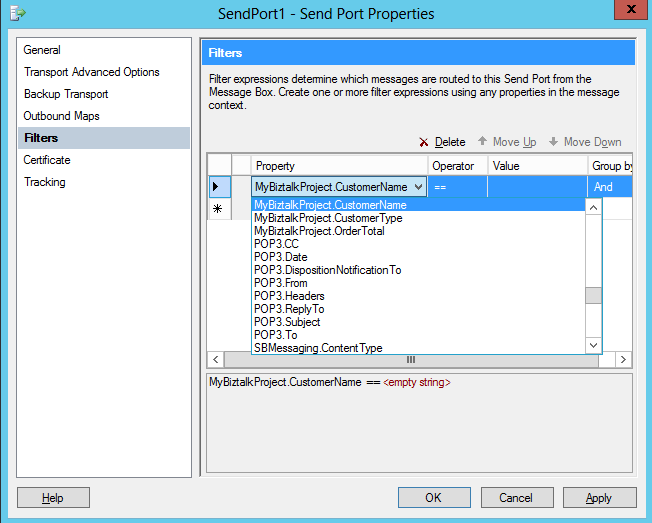 SendPort1 - Send Port Properties
x
General
Transport Advanced Options
Backup Transport
Outbound Maps
Filters
Certificate
Tracking
Filters
Filter expressions determine which messages are routed to this Send Port from the
Message Box. Create one or more filter expressions using any properties in the message
context.
Delete Move Up Move Down
Property Operator Value Group by
MyBiztalkProject.CustomerName == And
MyBiztalkProject.CustomerName
MyBiztalkProject.CustomerType
MyBiztalkProject.OrderTotal
POP3.CC
POP3.Date
POP3.DispositionNotificationTo
POP3.From
POP3.Headers
POP3.ReplyTo
POP3.Subject
POP3.To
SBMessaging.ContentType
MyBiztalkProject.CustomerName == <empty string>
Help OK Cancel Apply